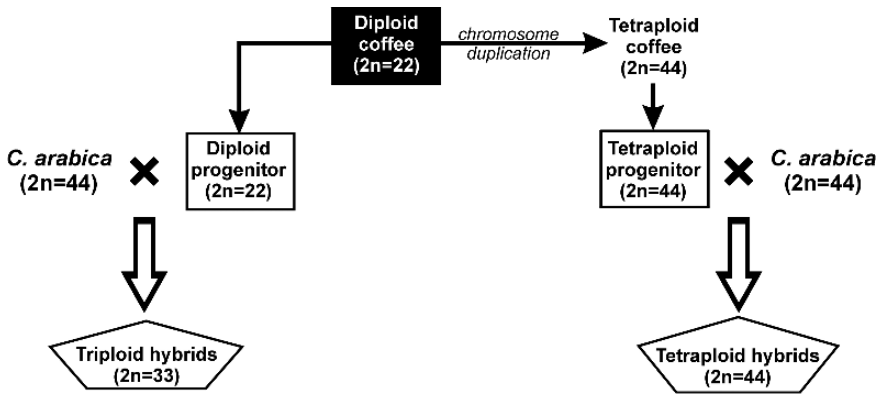 Diploid
coffee
(2n=22)
chromosome
duplication
Tetraploid
coffee
(2n=44)
C. arabica
(2n=44)
×
Diploid
progenitor
(2n=22)
Tetraploid
progenitor
(2n=44)
×
C. arabica
(2n=44)
Triploid hybrids
(2n=33)
Tetraploid hybrids
(2n=44)